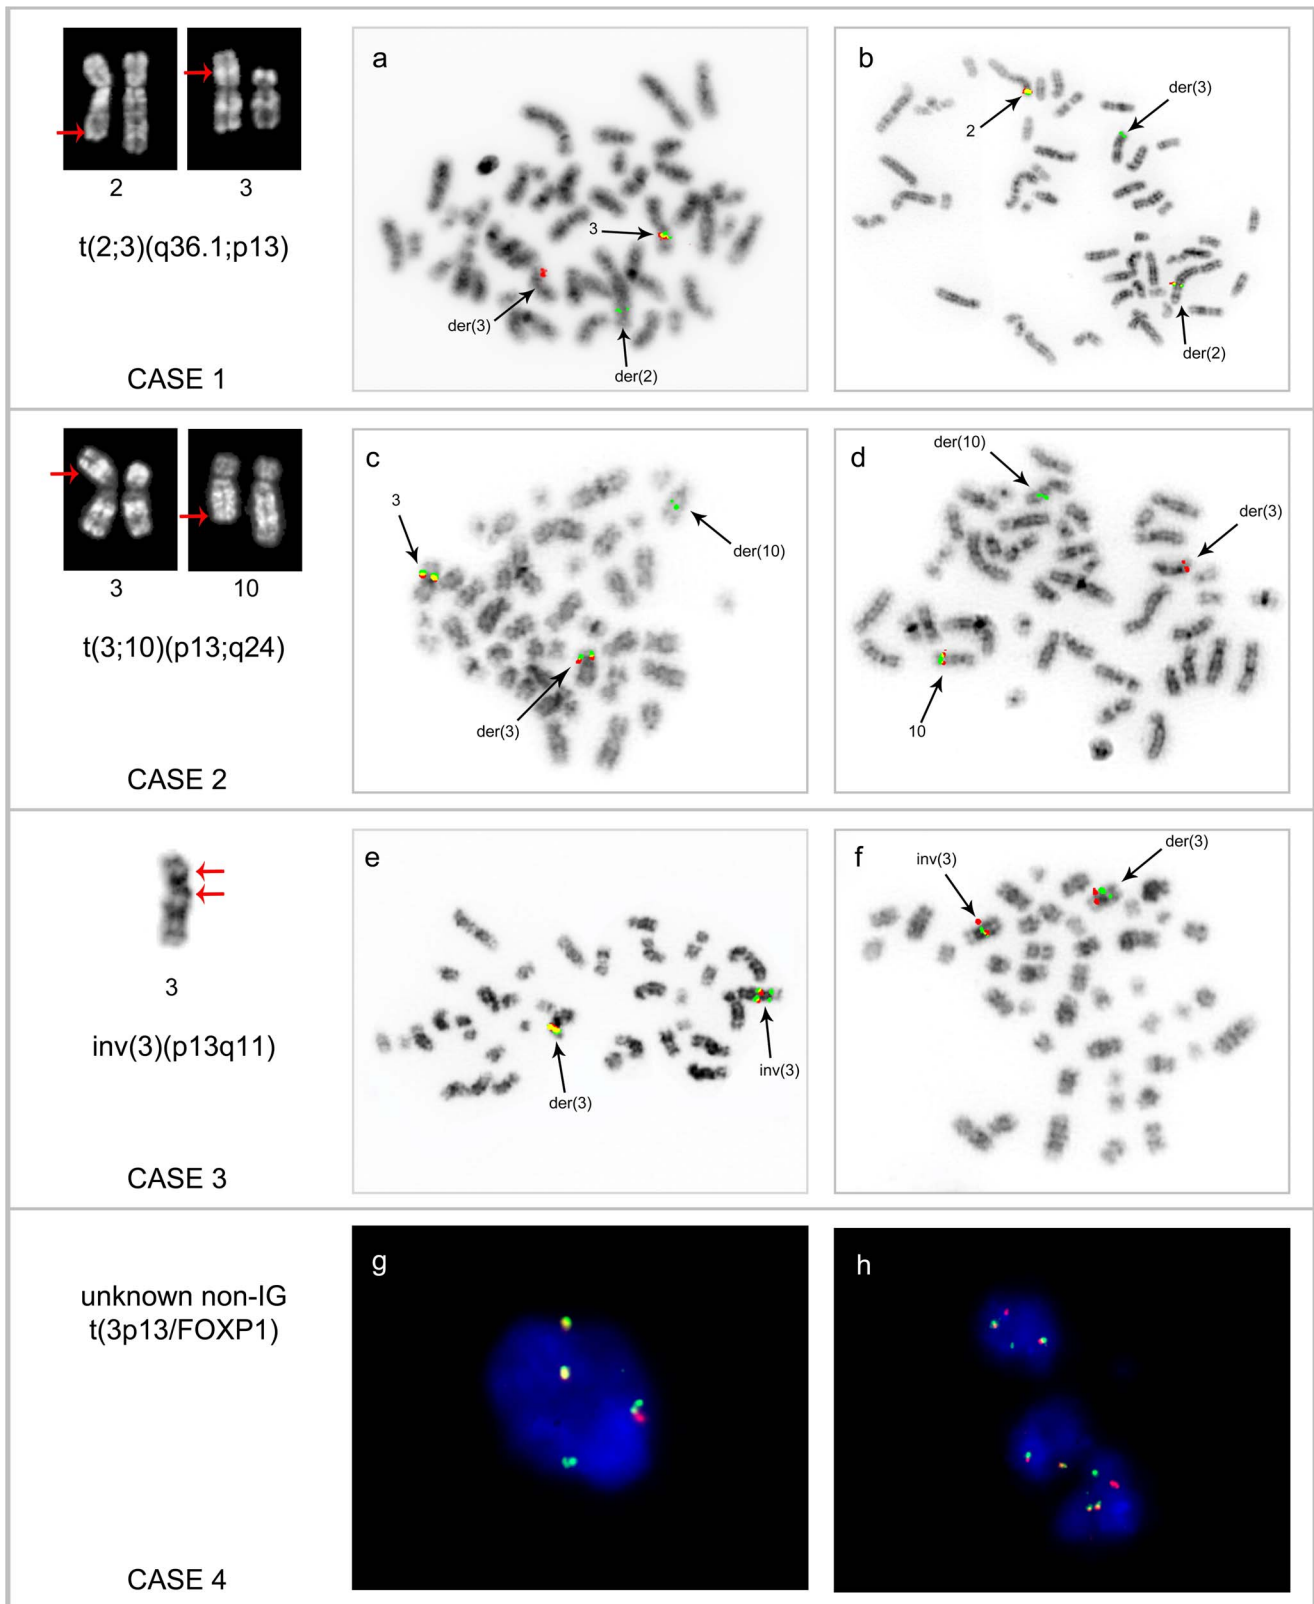 a
b
2
3
t(2;3)(q36.1;p13)
CASE 1
3
der(3)
der(2)
2
der(3)
der(2)
c
d
3
10
t(3;10)(p13;q24)
CASE 2
3
der(10)
der(3)
der(10)
der(3)
10
e
f
3
inv(3)(p13q11)
CASE 3
der(3)
inv(3)
inv(3)
der(3)
g
h
unknown non-IG
t(3p13/FOXP1)
CASE 4